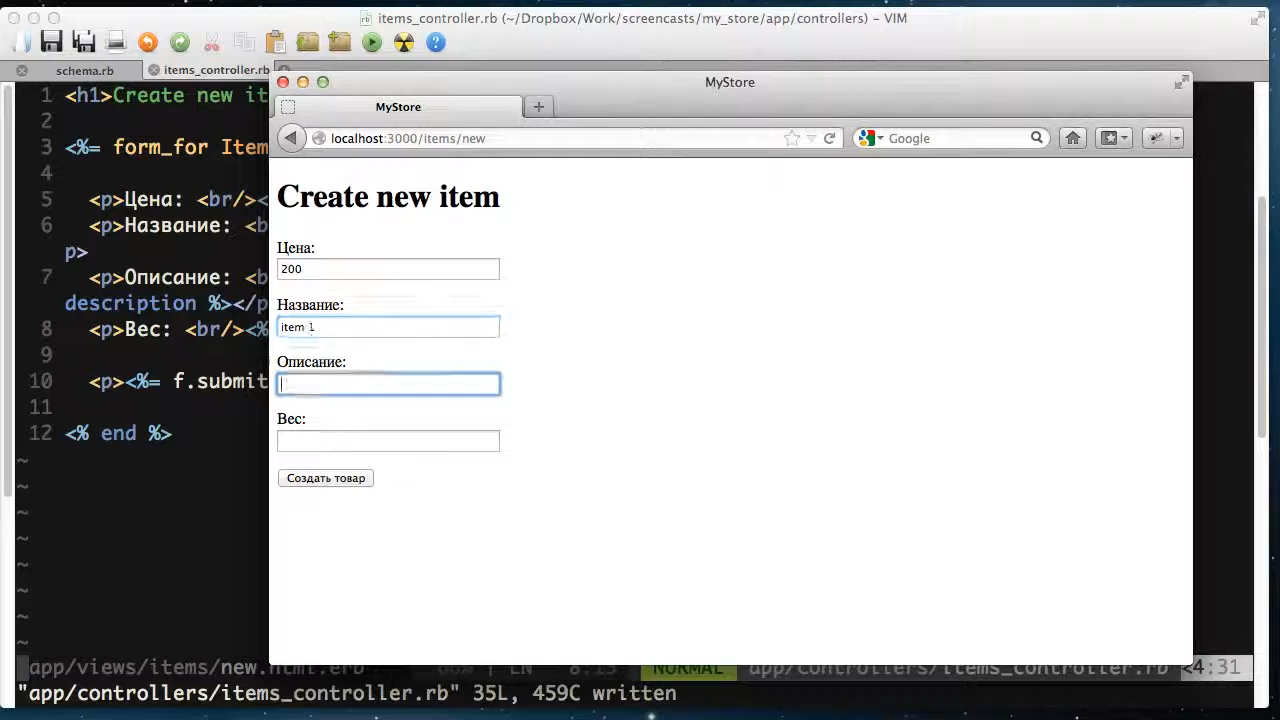 items_controller.rb (~/Dropbox/Work/screencasts/my_store/app/controllers) – VIM
schema.rb
items_controller.rb
MyStore
MyStore
localhost:3000/items/new
Google
1 <h1>Create new it
2
3 <%= form_for Item
4
5 <p>Цена: <br/><
6 <p>Название: <b
p>
7 <p>Описание: <b
description %></p
8 <p>Вес: <br/><%
9
10 <p><%= f.submit
11
12 <% end %>
~
~
~
~
~
~
~
~
Create new item
Цена:
200
Название:
item 1
Описание:
Вес:
Создать товар
app/views/items/new.html.erb NORMAL app/controllers/items_controller.rb <4:31
"app/controllers/items_controller.rb" 35L, 459C written